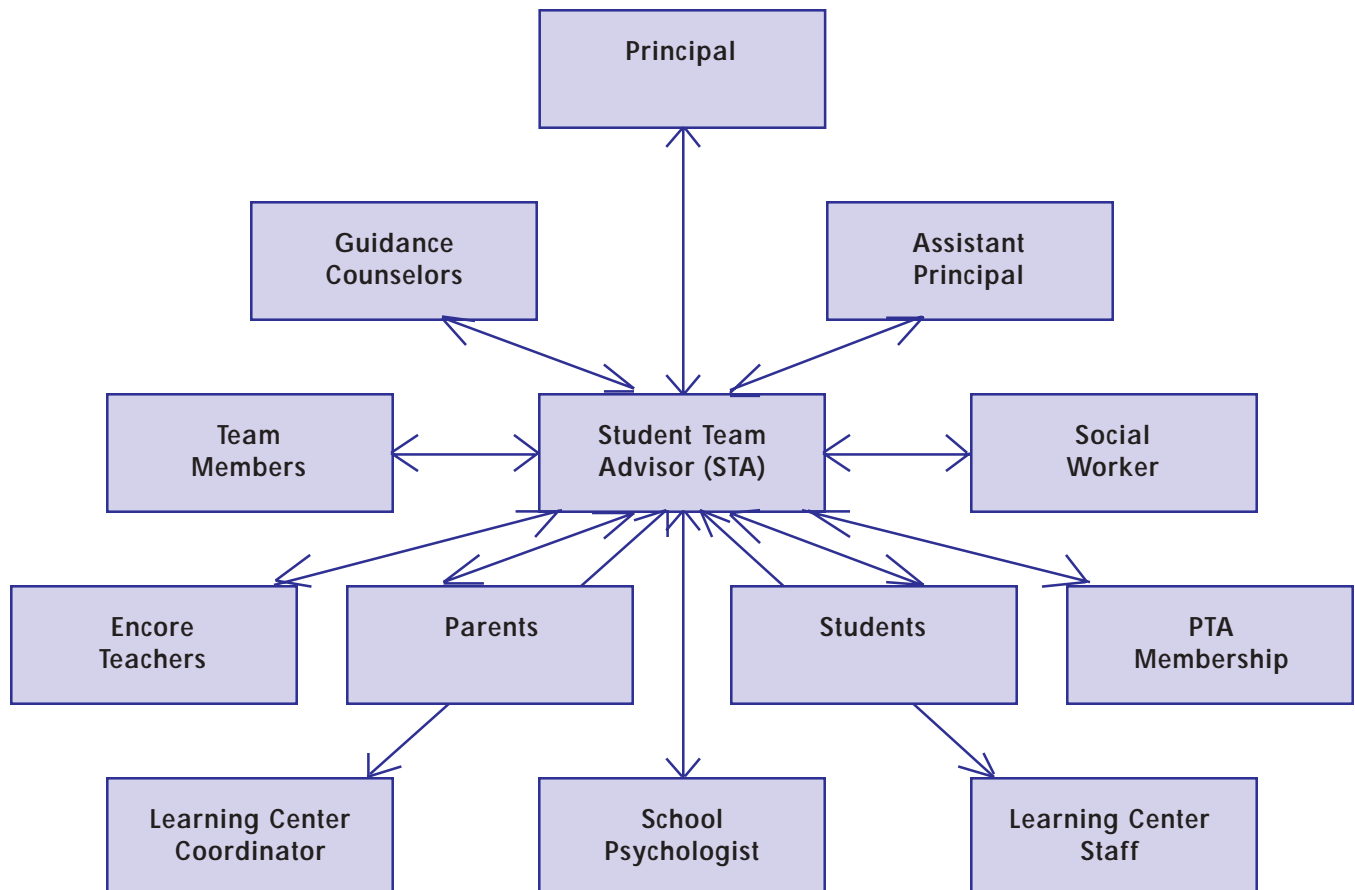 Principal
Guidance
Counselors
Assistant
Principal
Team
Members
Student Team
Advisor (STA)
Social
Worker
Encore
Teachers
Parents
Students
PTA
Membership
Learning Center
Coordinator
School
Psychologist
Learning Center
Staff